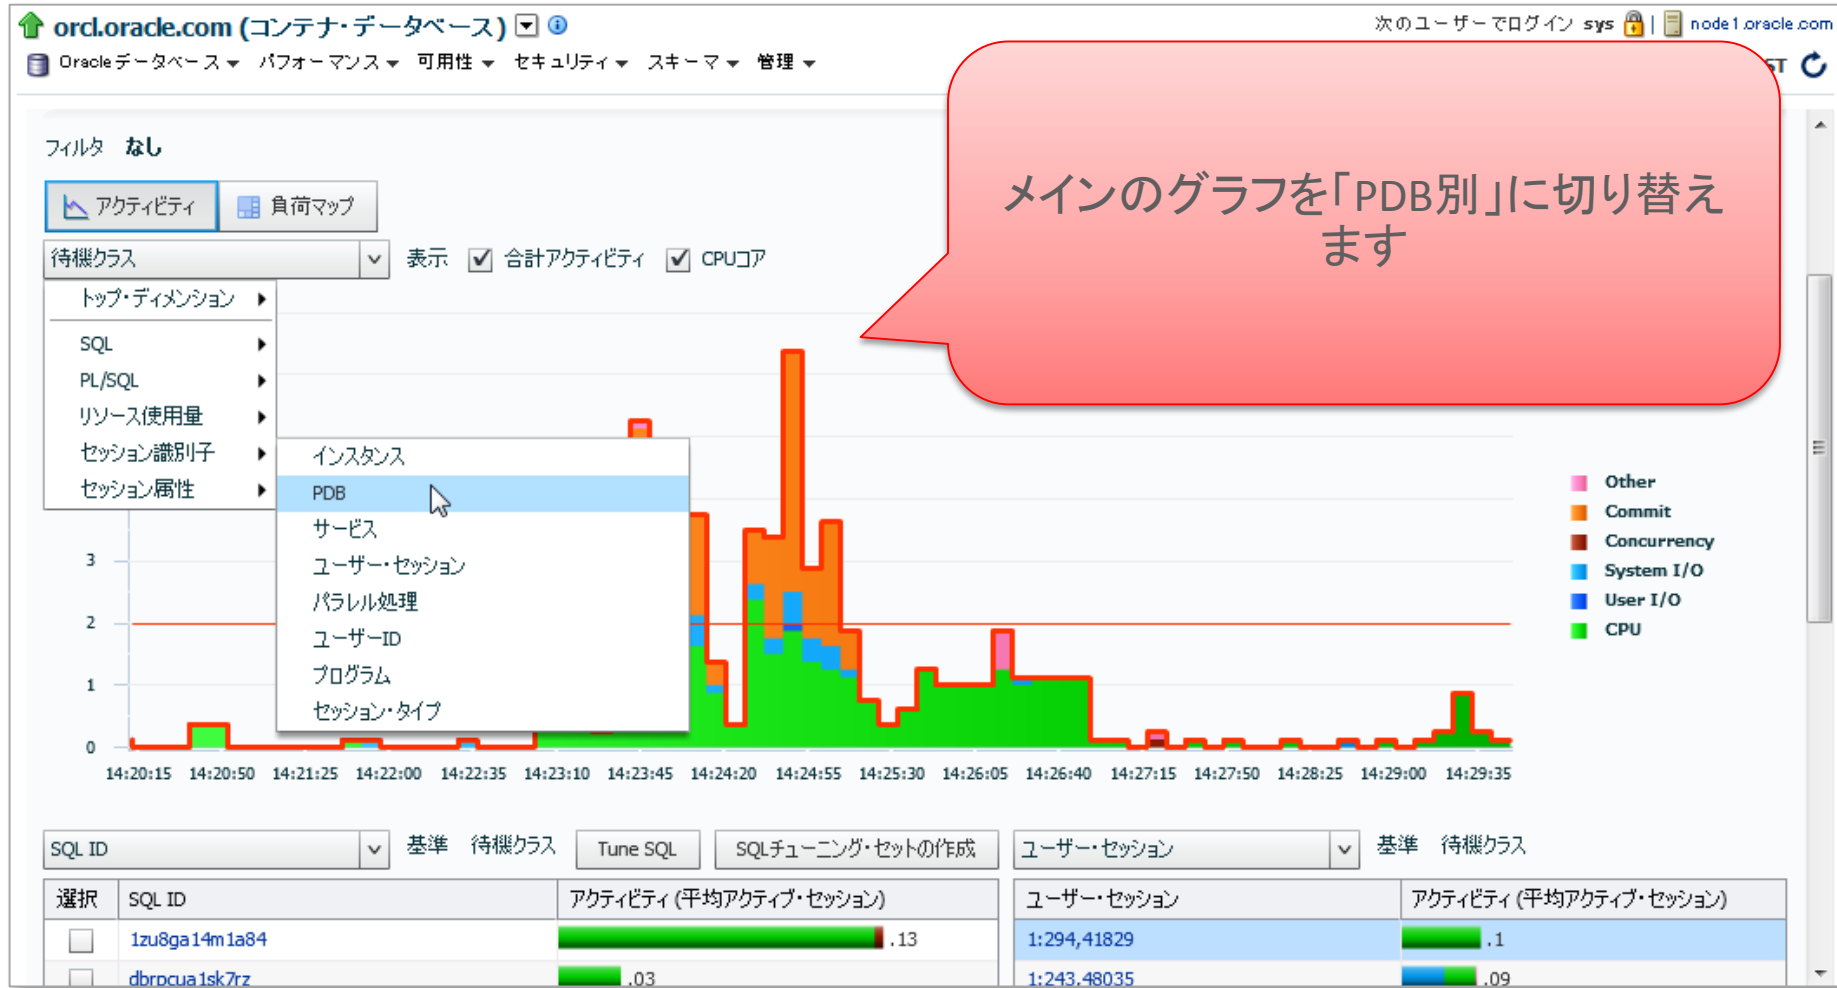 orcl.oracle.com (コンテナ・データベース)
次のユーザーでログイン sys | node1.oracle.com
Oracleデータベース パフォーマンス 可用性 セキュリティ スキーマ 管理
ST
フィルタ なし
メインのグラフを「PDB別」に切り替え
ます
アクティビティ 負荷マップ
待機クラス 表示 合計アクティビティ CPUコア
トップ・ディメンション
SQL
PL/SQL
リソース使用量
セッション識別子
セッション属性
インスタンス
PDB
サービス
ユーザー・セッション
パラレル処理
ユーザーID
プログラム
セッション・タイプ
Other
Commit
Concurrency
System I/O
User I/O
CPU
3
2
1
0
14:20:15 14:20:50 14:21:25 14:22:00 14:22:35 14:23:10 14:23:45 14:24:20 14:24:55 14:25:30 14:26:05 14:26:40 14:27:15 14:27:50 14:28:25 14:29:00 14:29:35
SQL ID 基準 待機クラス Tune SQL SQLチューニング・セットの作成 ユーザー・セッション 基準 待機クラス
選択 SQL ID アクティビティ (平均アクティブ・セッション) ユーザー・セッション アクティビティ (平均アクティブ・セッション)
1zu8ga14m1a84 .13 1:294,41829 .1
dbrpcua1sk7rz .03 1:243,48035 .09